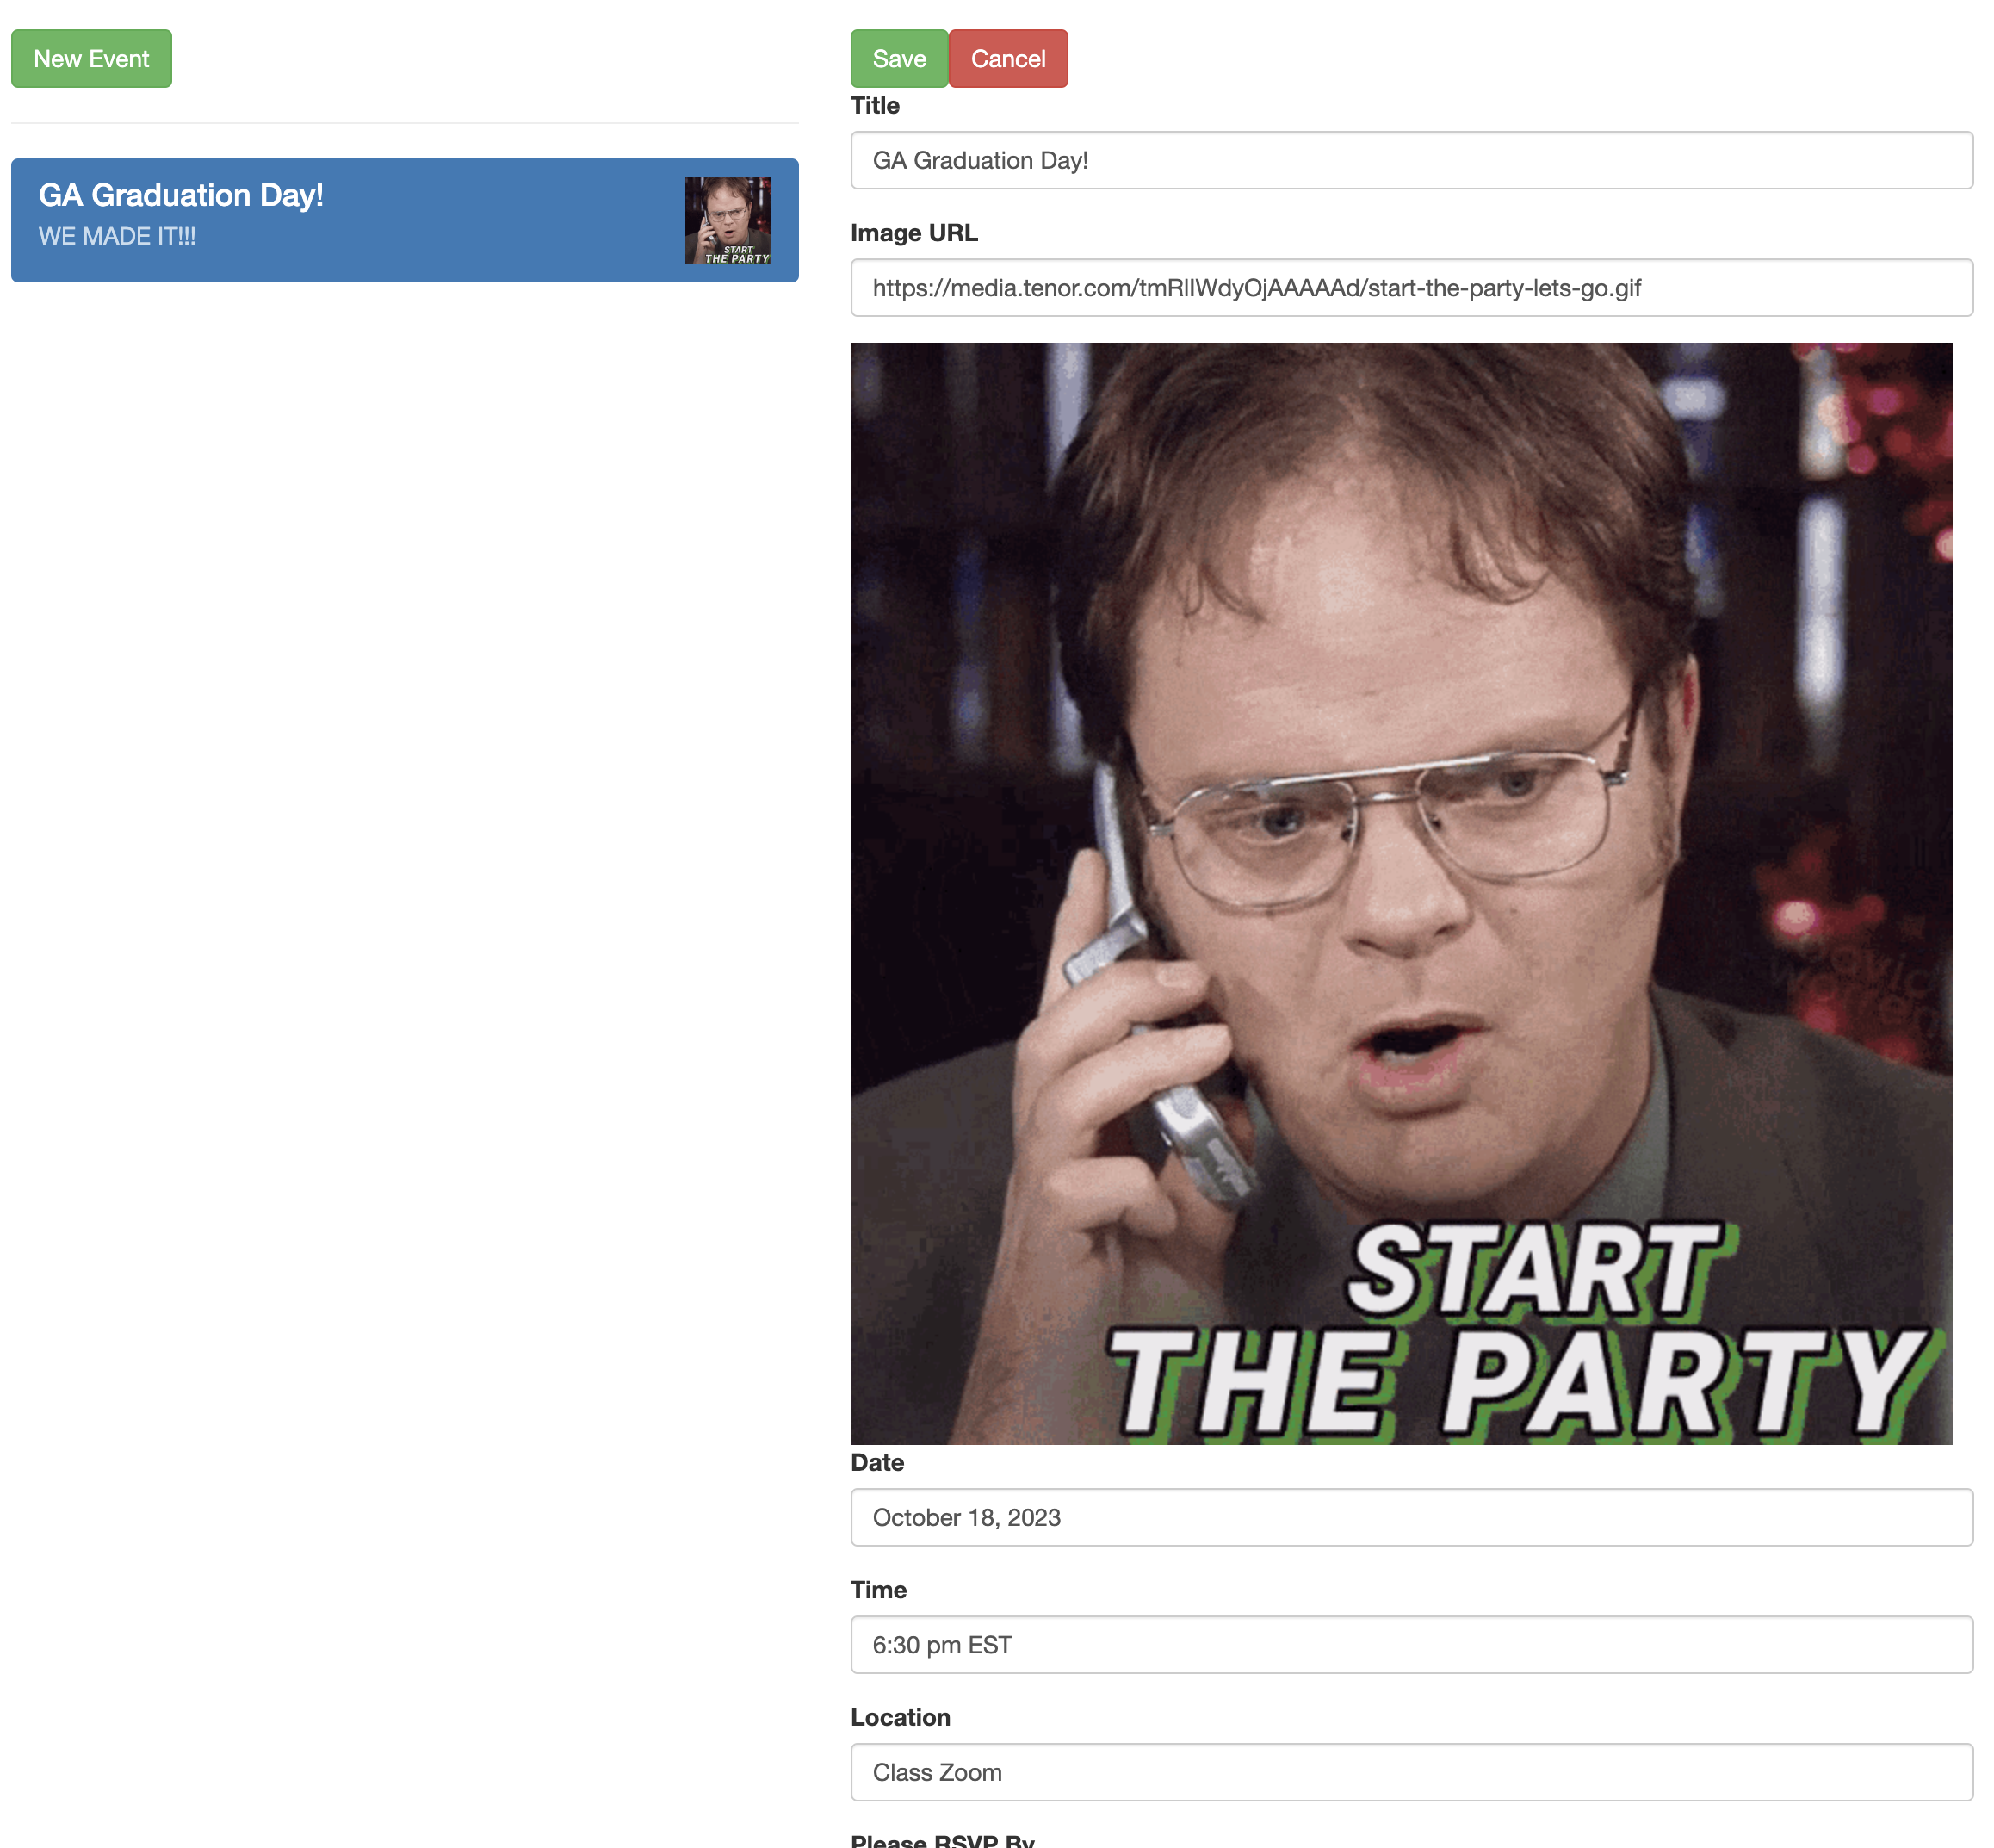 New Event
GA Graduation Day!
WE MADE IT!!!
START
THE PARTY
Save
Cancel
Title
GA Graduation Day!
Image URL
https://media.tenor.com/tmRlIWdyOjAAAAAd/start-the-party-lets-go.gif
START
THE PARTY
Date
October 18, 2023
Time
6:30 pm EST
Location
Class Zoom
Please RSVP By